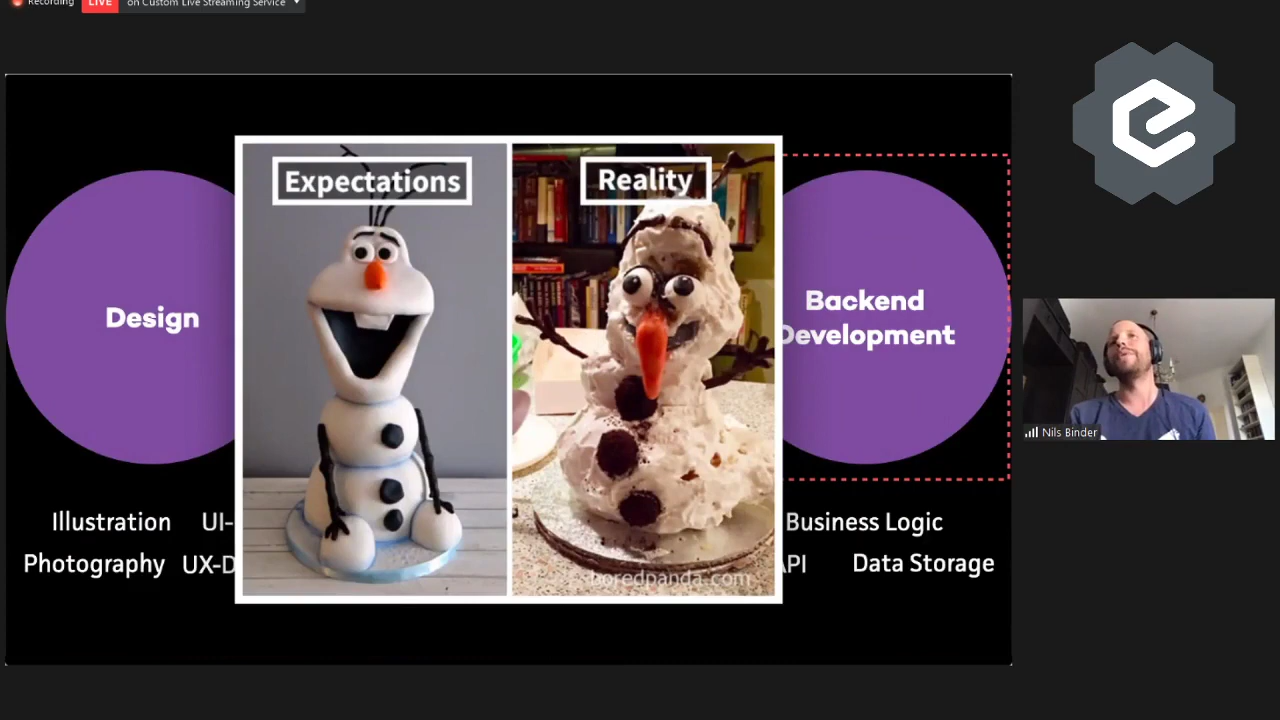 Recording LIVE on Custom Live Streaming Service
Expectations
Reality
Design
Backend
Development
Illustration UI-
Photography UX-D
Business Logic
API Data Storage
boredpanda.com
Nils Binder